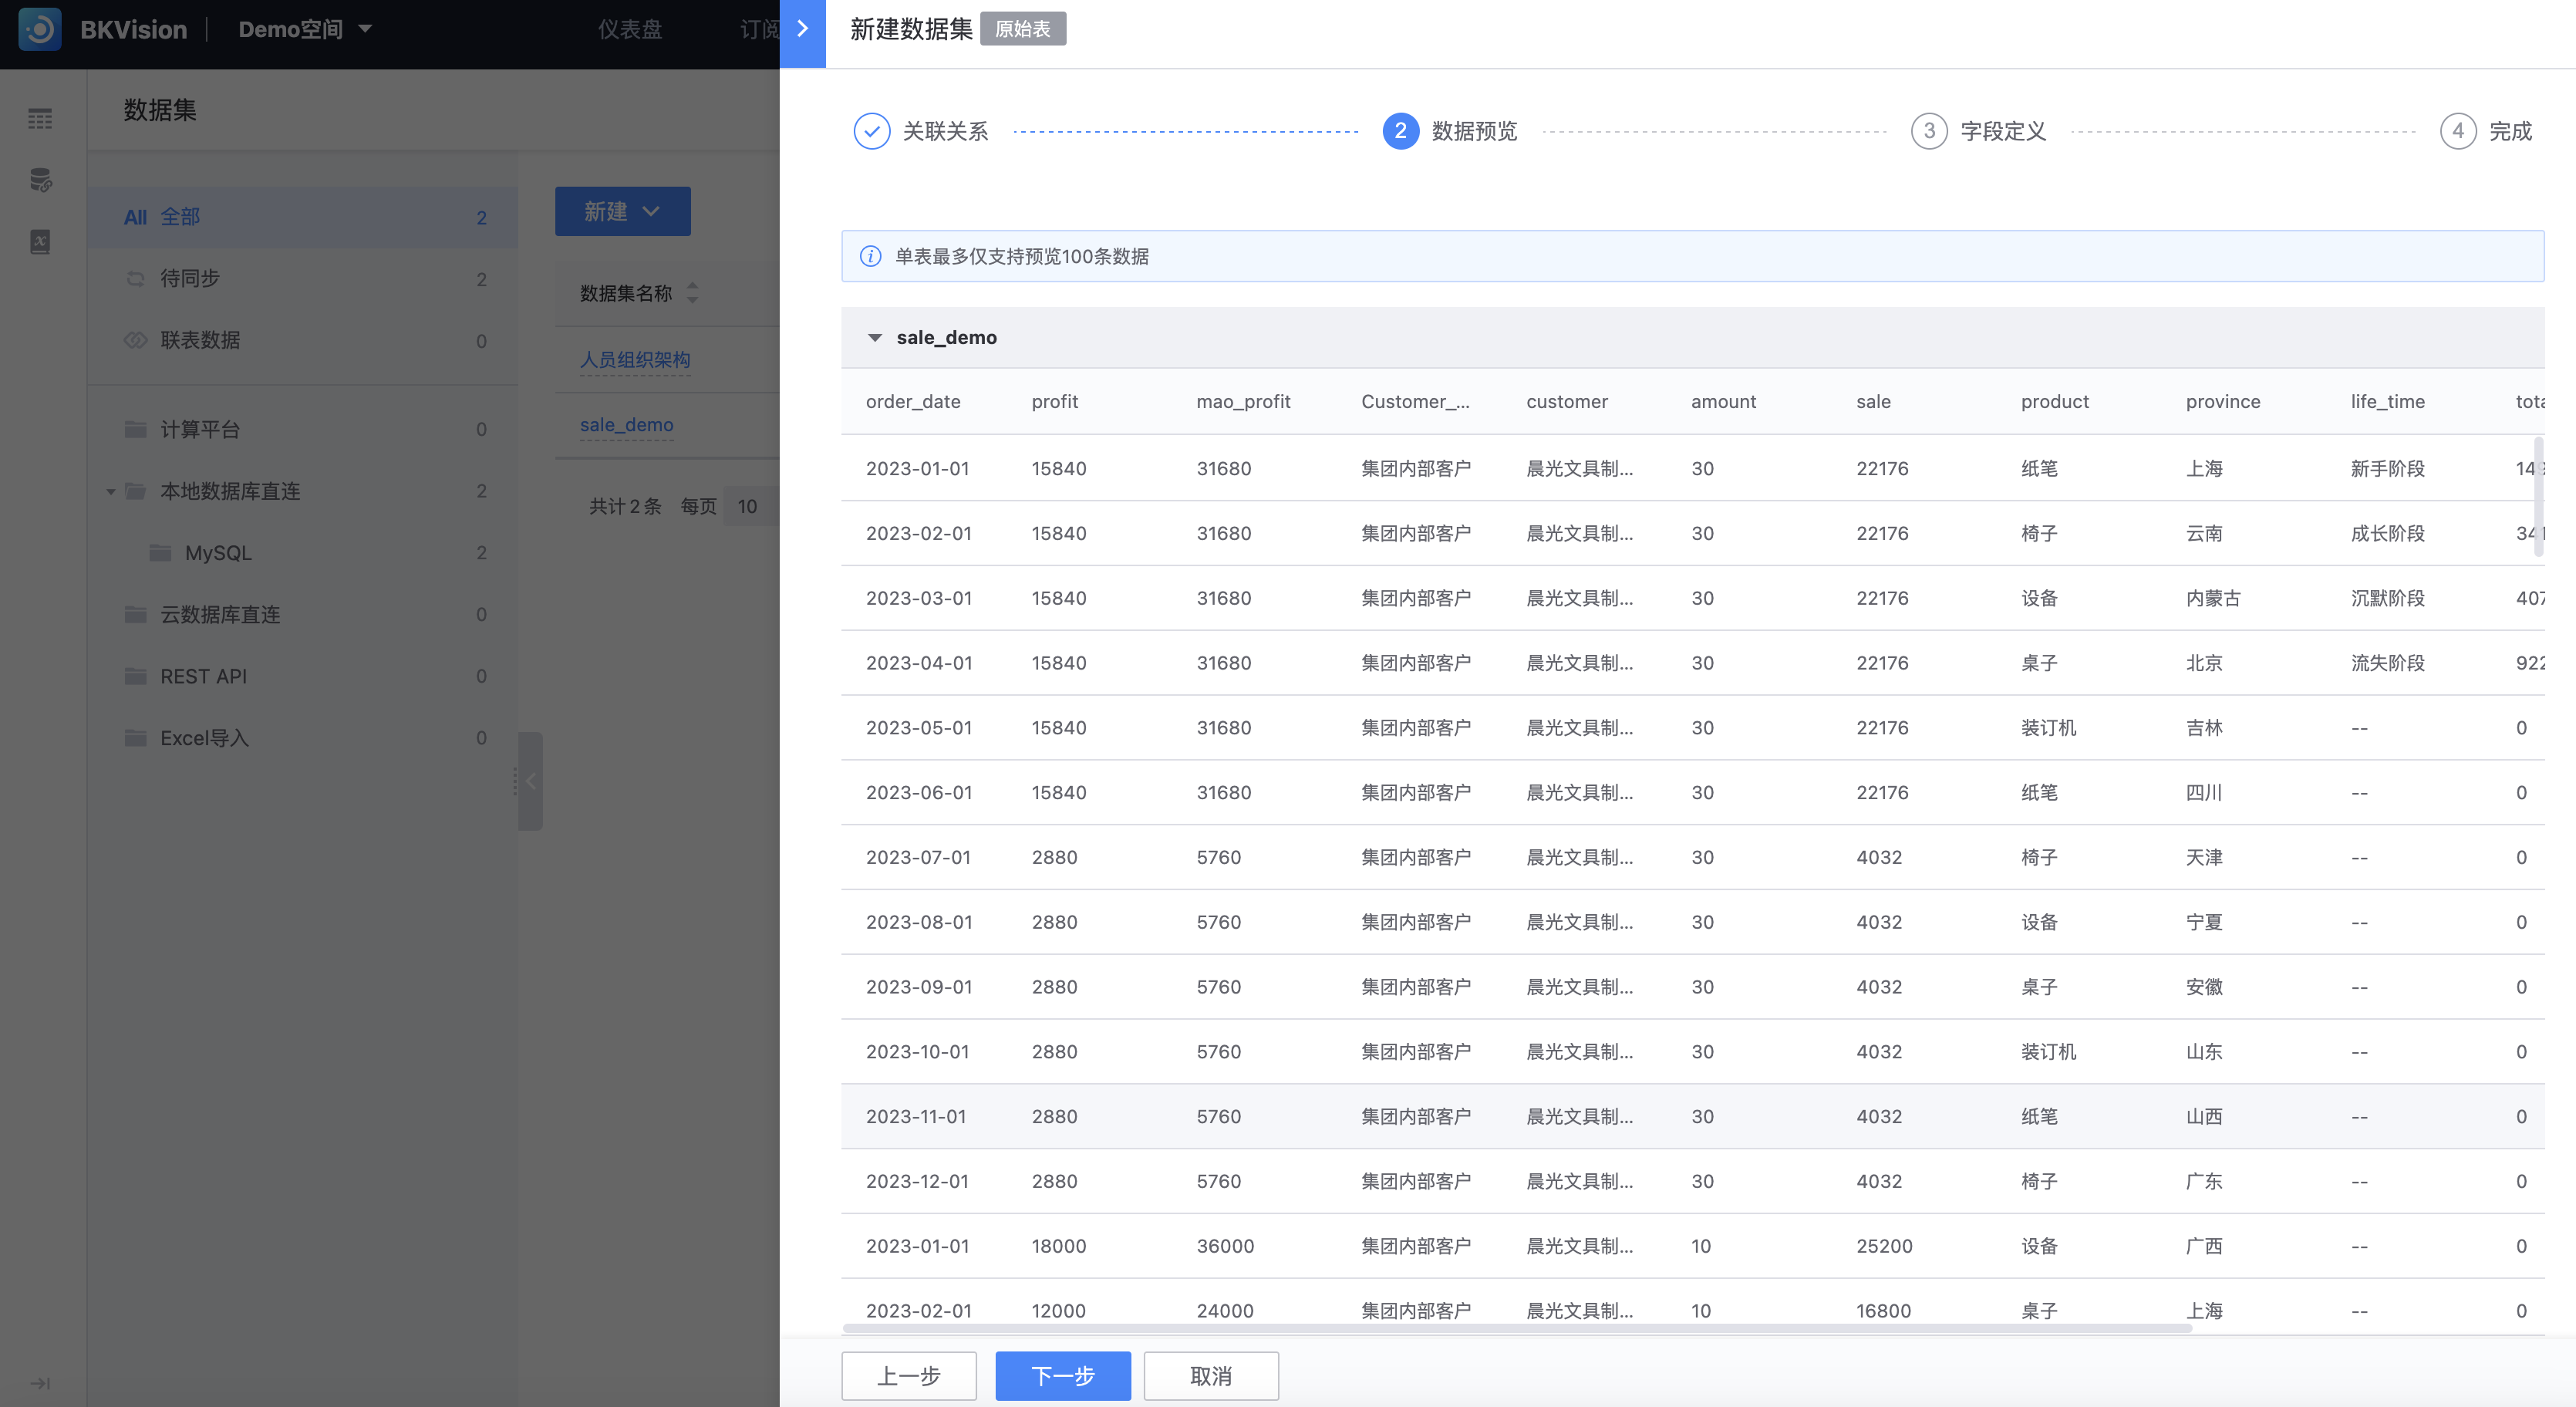 BKVision Demo空间 仪表盘 订阅
新建数据集 原始表
数据集
All 全部 2
待同步 2
联表数据 0
计算平台 0
本地数据库直连 2
MySQL 2
云数据库直连 0
REST API 0
Excel导入 0
新建
数据集名称
人员组织架构
sale_demo
共计 2 条 每页 10
关联关系 2 数据预览 3 字段定义 4 完成
单表最多仅支持预览100条数据
sale_demo
order_date profit mao_profit Customer_... customer amount sale product province life_time tota
2023-01-01 15840 31680 集团内部客户 晨光文具制... 30 22176 纸笔 上海 新手阶段 149
2023-02-01 15840 31680 集团内部客户 晨光文具制... 30 22176 椅子 云南 成长阶段 341
2023-03-01 15840 31680 集团内部客户 晨光文具制... 30 22176 设备 内蒙古 沉默阶段 407
2023-04-01 15840 31680 集团内部客户 晨光文具制... 30 22176 桌子 北京 流失阶段 922
2023-05-01 15840 31680 集团内部客户 晨光文具制... 30 22176 装订机 吉林 -- 0
2023-06-01 15840 31680 集团内部客户 晨光文具制... 30 22176 纸笔 四川 -- 0
2023-07-01 2880 5760 集团内部客户 晨光文具制... 30 4032 椅子 天津 -- 0
2023-08-01 2880 5760 集团内部客户 晨光文具制... 30 4032 设备 宁夏 -- 0
2023-09-01 2880 5760 集团内部客户 晨光文具制... 30 4032 桌子 安徽 -- 0
2023-10-01 2880 5760 集团内部客户 晨光文具制... 30 4032 装订机 山东 -- 0
2023-11-01 2880 5760 集团内部客户 晨光文具制... 30 4032 纸笔 山西 -- 0
2023-12-01 2880 5760 集团内部客户 晨光文具制... 30 4032 椅子 广东 -- 0
2023-01-01 18000 36000 集团内部客户 晨光文具制... 10 25200 设备 广西 -- 0
2023-02-01 12000 24000 集团内部客户 晨光文具制... 10 16800 桌子 上海 -- 0
上一步 下一步 取消